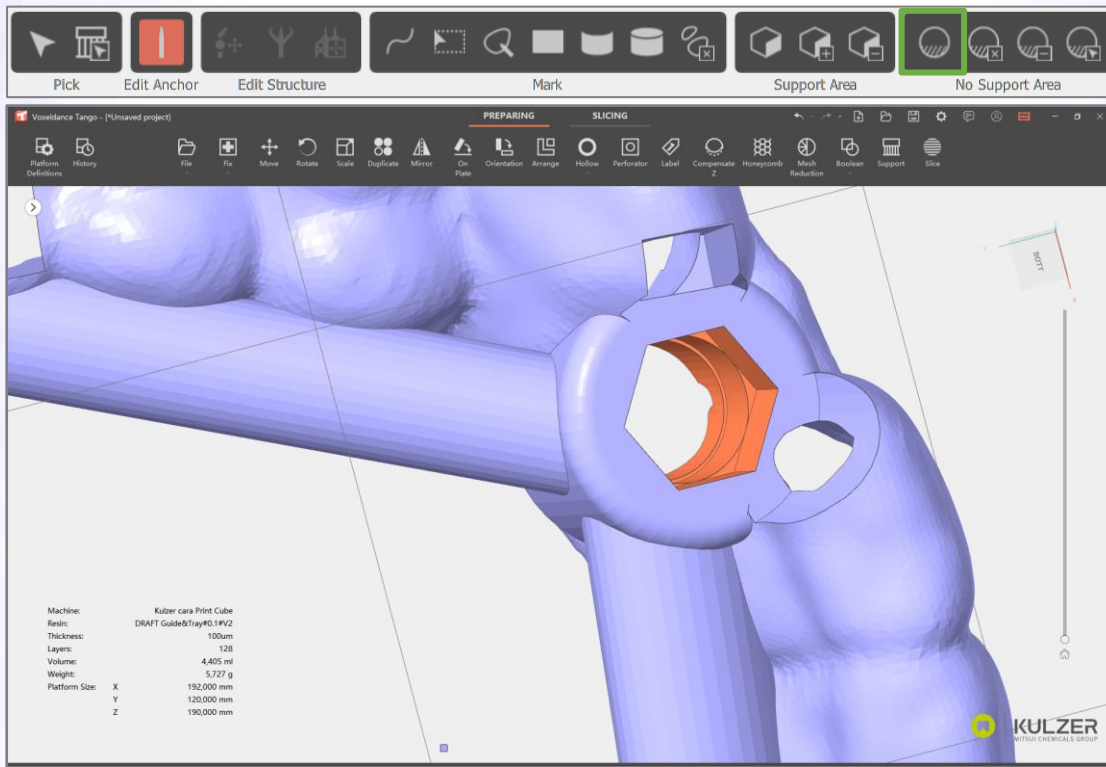 Pick
Edit Anchor
Edit Structure
Mark
Support Area
No Support Area
Voxeldance Tango - [*Unsaved project]
PREPARING
SLICING
Platform Definitions
History
File
Fix
Move
Rotate
Scale
Duplicate
Mirror
On Plate
Orientation
Arrange
Hollow
Perforator
Label
Compensate Z
Honeycomb
Mesh Reduction
Boolean
Support
Slice
BOTT
X
Machine: Kulzer cara Print Cube
Resin: DRAFT Guide&Tray#0.1#V2
Thickness: 100um
Layers: 128
Volume: 4,405 ml
Weight: 5,727 g
Platform Size: X 192,000 mm
Y 120,000 mm
Z 190,000 mm
KULZER
MITSUI CHEMICALS GROUP